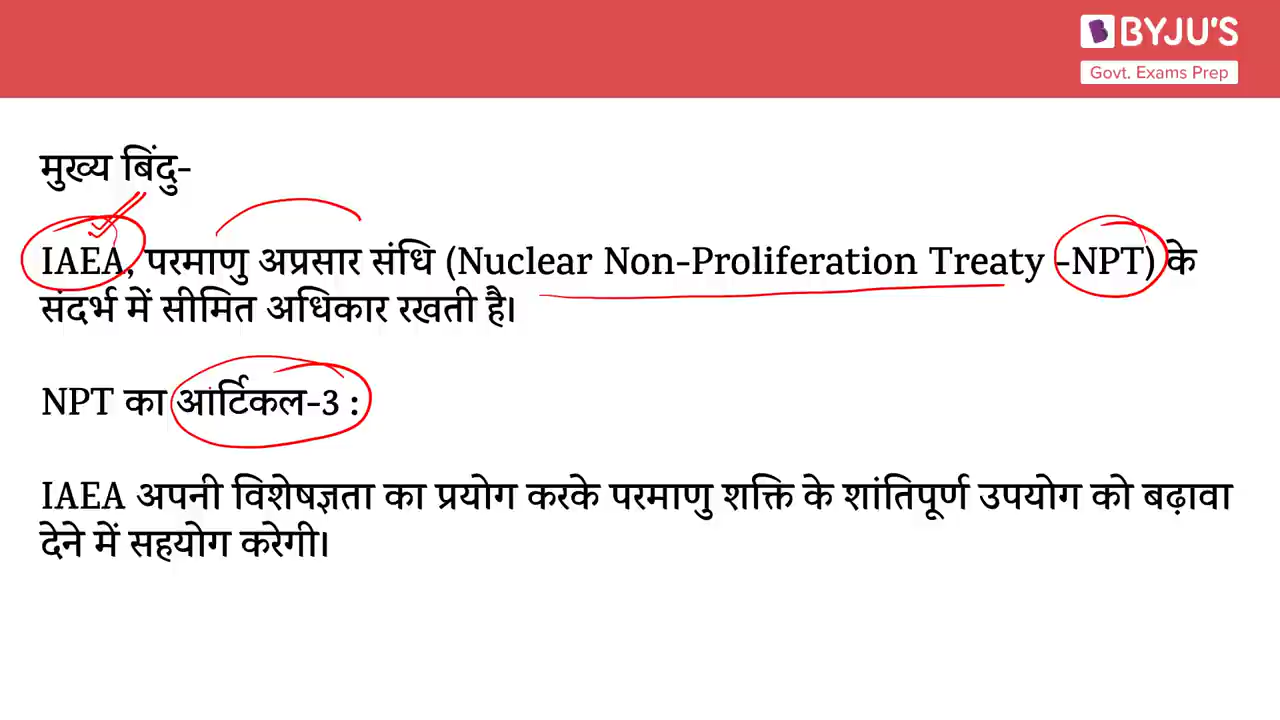 BYJU'S
Govt. Exams Prep
मुख्य बिंदु-
IAEA, परमाणु अप्रसार संधि (Nuclear Non-Proliferation Treaty -NPT) के
संदर्भ में सीमित अधिकार रखती है।
NPT का आर्टिकल-3 :
IAEA अपनी विशेषज्ञता का प्रयोग करके परमाणु शक्ति के शांतिपूर्ण उपयोग को बढ़ावा
देने में सहयोग करेगी।